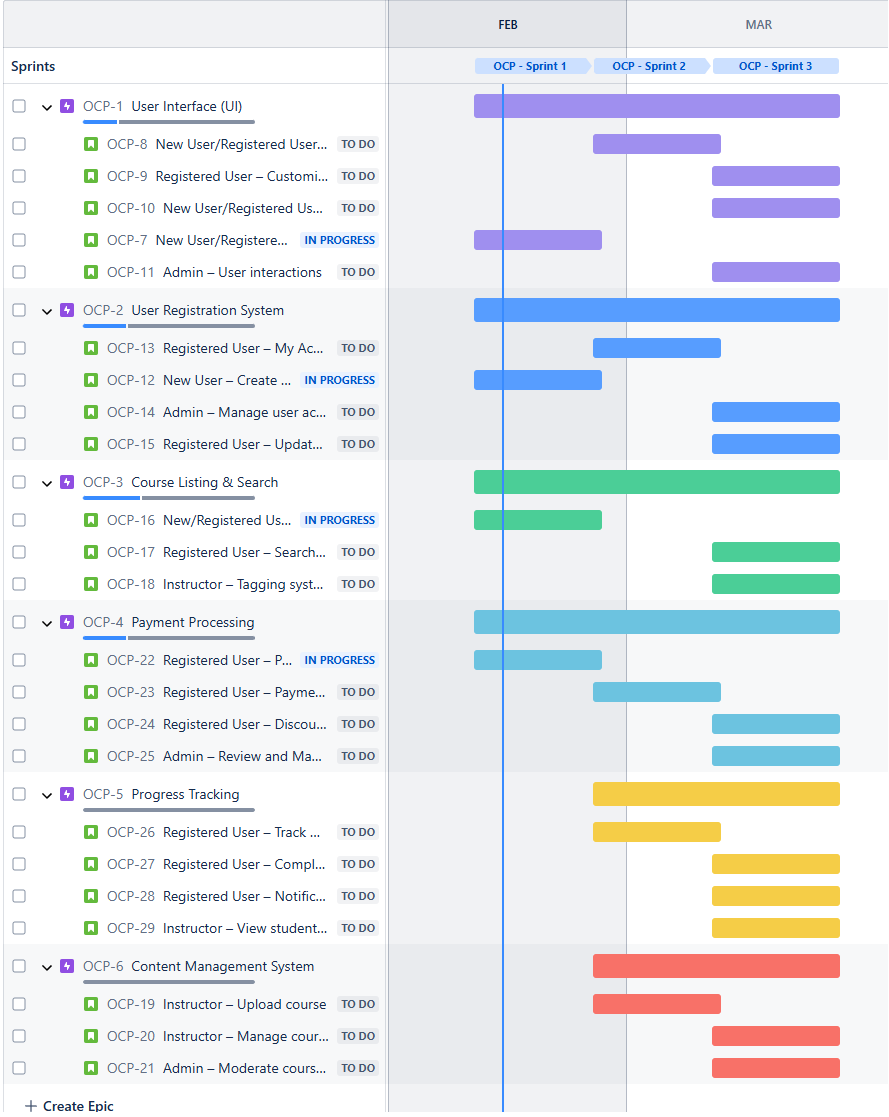 FEB MAR
Sprints OCP - Sprint 1 OCP - Sprint 2 OCP - Sprint 3
OCP-1 User Interface (UI)
OCP-8 New User/Registered User... TO DO
OCP-9 Registered User – Customi... TO DO
OCP-10 New User/Registered Us... TO DO
OCP-7 New User/Registere... IN PROGRESS
OCP-11 Admin – User interactions TO DO
OCP-2 User Registration System
OCP-13 Registered User – My Ac... TO DO
OCP-12 New User – Create ... IN PROGRESS
OCP-14 Admin – Manage user ac... TO DO
OCP-15 Registered User – Updat... TO DO
OCP-3 Course Listing & Search
OCP-16 New/Registered Us... IN PROGRESS
OCP-17 Registered User – Search... TO DO
OCP-18 Instructor – Tagging syst... TO DO
OCP-4 Payment Processing
OCP-22 Registered User – P... IN PROGRESS
OCP-23 Registered User – Payme... TO DO
OCP-24 Registered User – Discou... TO DO
OCP-25 Admin – Review and Ma... TO DO
OCP-5 Progress Tracking
OCP-26 Registered User – Track ... TO DO
OCP-27 Registered User – Compl... TO DO
OCP-28 Registered User – Notific... TO DO
OCP-29 Instructor – View student... TO DO
OCP-6 Content Management System
OCP-19 Instructor – Upload course TO DO
OCP-20 Instructor – Manage cour... TO DO
OCP-21 Admin – Moderate cours... TO DO
+ Create Epic